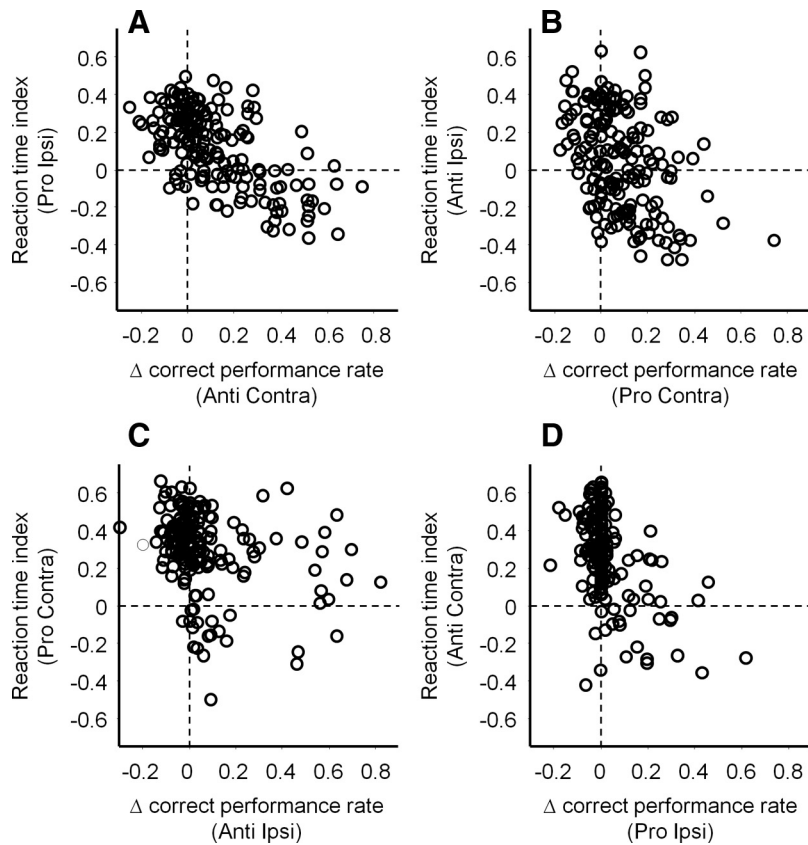 A
Reaction time index
(Pro Ipsi)
0.6
0.4
0.2
0
-0.2
-0.4
-0.6
-0.2 0 0.2 0.4 0.6 0.8
Δ correct performance rate
(Anti Contra)
B
Reaction time index
(Anti Ipsi)
0.6
0.4
0.2
0
-0.2
-0.4
-0.6
-0.2 0 0.2 0.4 0.6 0.8
Δ correct performance rate
(Pro Contra)
C
Reaction time index
(Pro Contra)
0.6
0.4
0.2
0
-0.2
-0.4
-0.6
-0.2 0 0.2 0.4 0.6 0.8
Δ correct performance rate
(Anti Ipsi)
D
Reaction time index
(Anti Contra)
0.6
0.4
0.2
0
-0.2
-0.4
-0.6
-0.2 0 0.2 0.4 0.6 0.8
Δ correct performance rate
(Pro Ipsi)